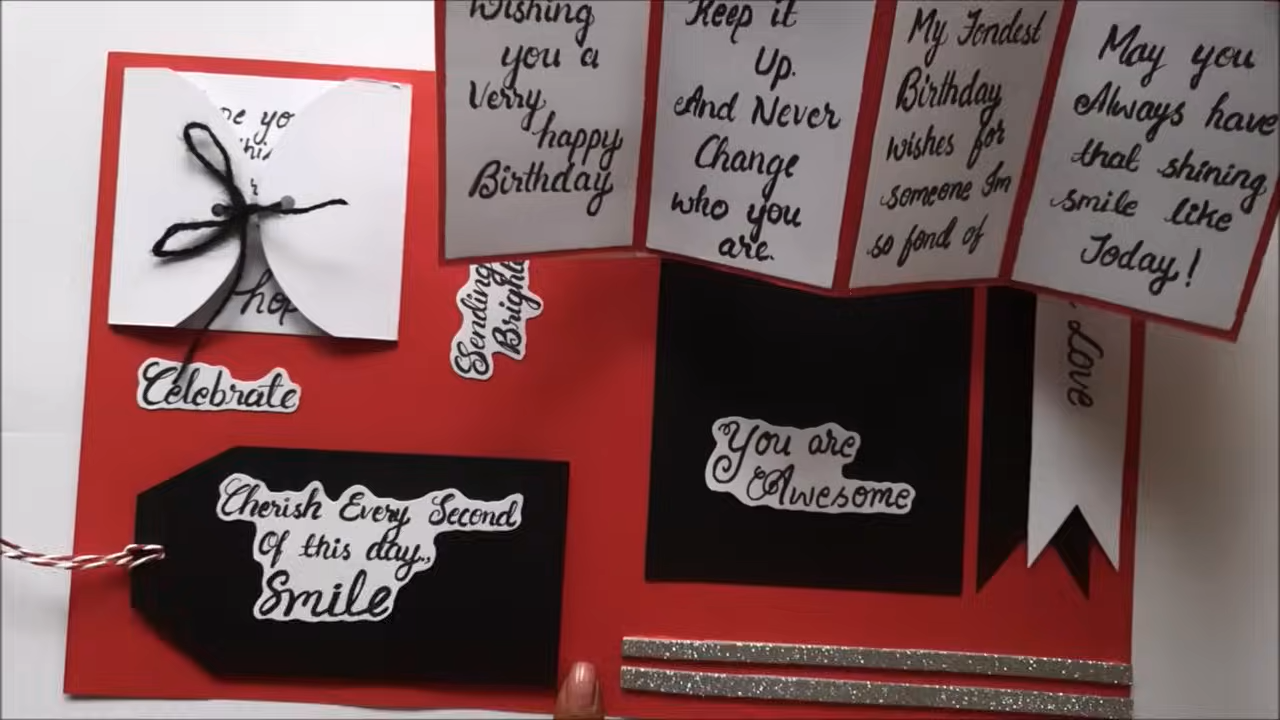 Wishing
you a
Verry
happy
Birthday
Keep it
Up.
And Never
Change
who you
are.
My Fondest
Birthday
wishes for
someone Im
so fond of
May you
Always have
that shining
smile like
Today!
hop
Celebrate
Sending
Love
You are
Awesome
Cherish Every Second
Of this day..,
Smile